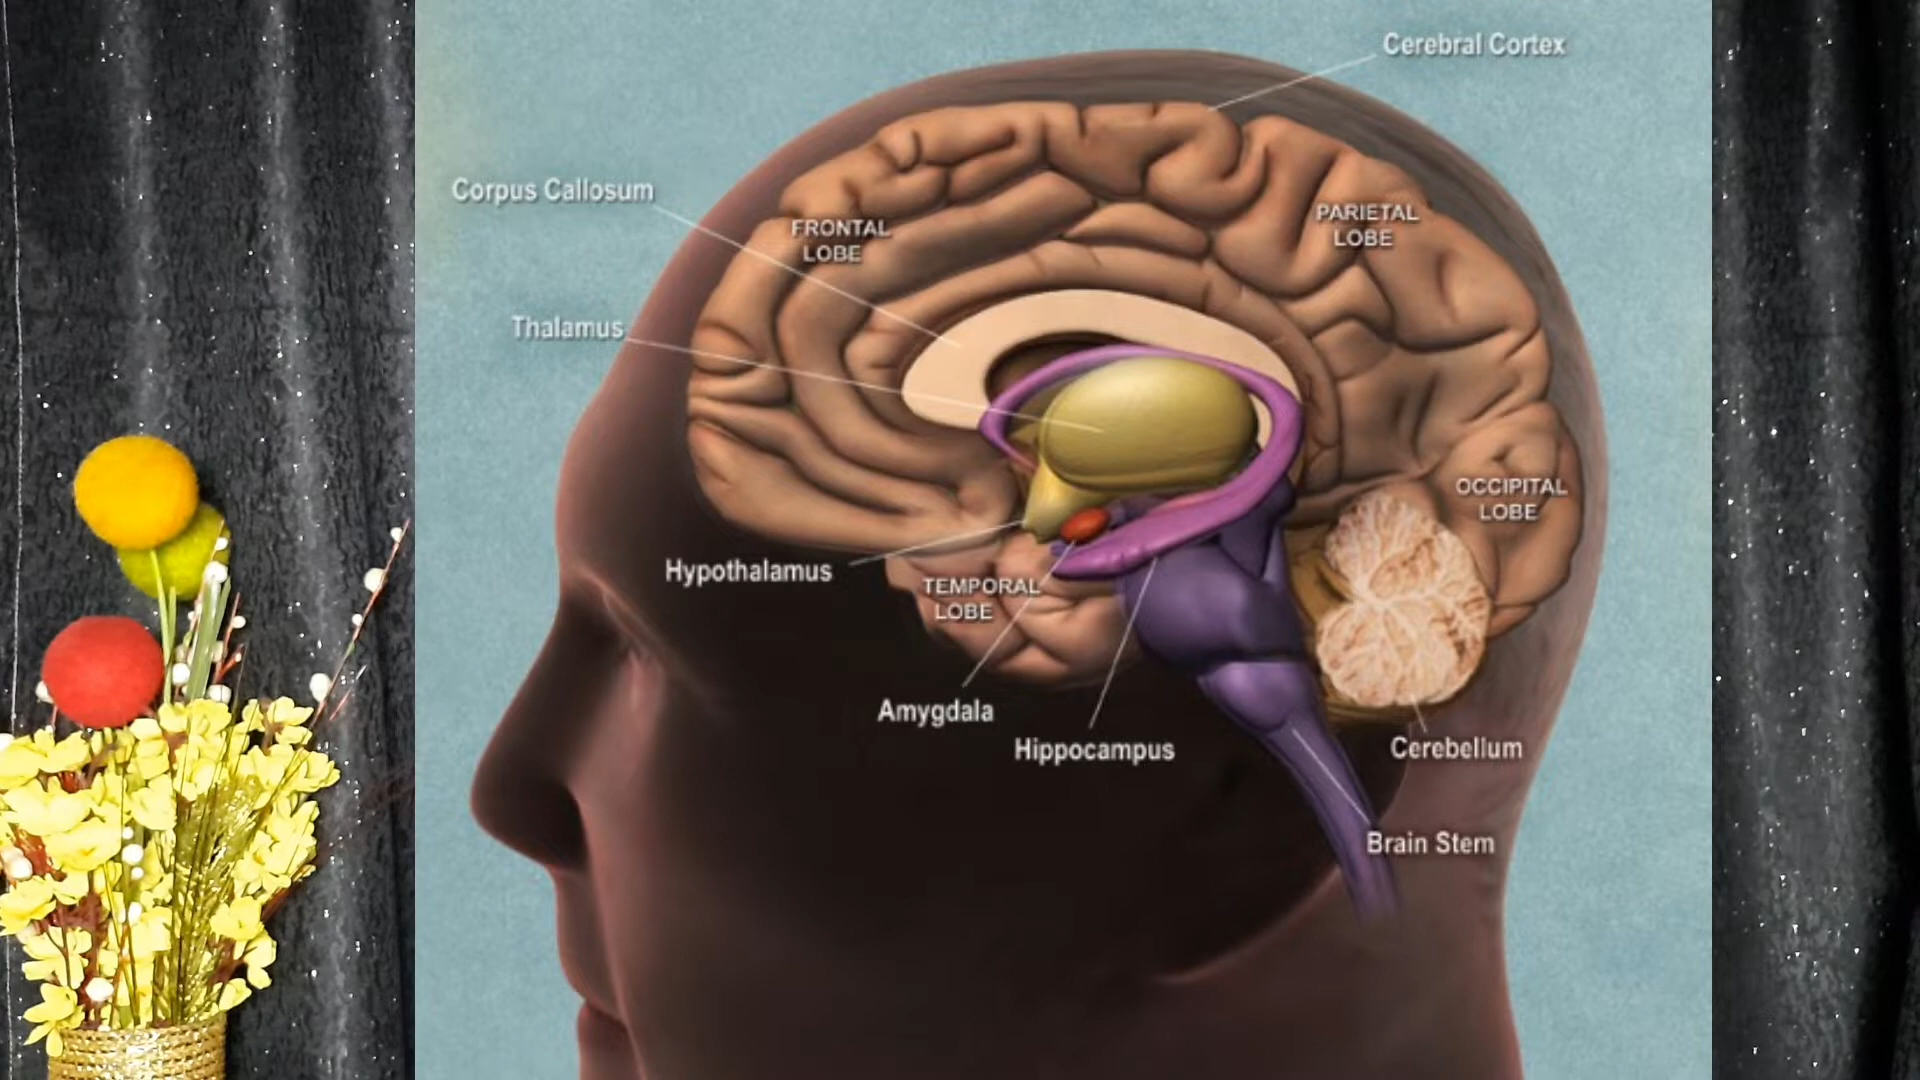 Cerebral Cortex
Corpus Callosum
FRONTAL
LOBE
PARIETAL
LOBE
Thalamus
OCCIPITAL
LOBE
Hypothalamus
TEMPORAL
LOBE
Amygdala
Hippocampus
Cerebellum
Brain Stem